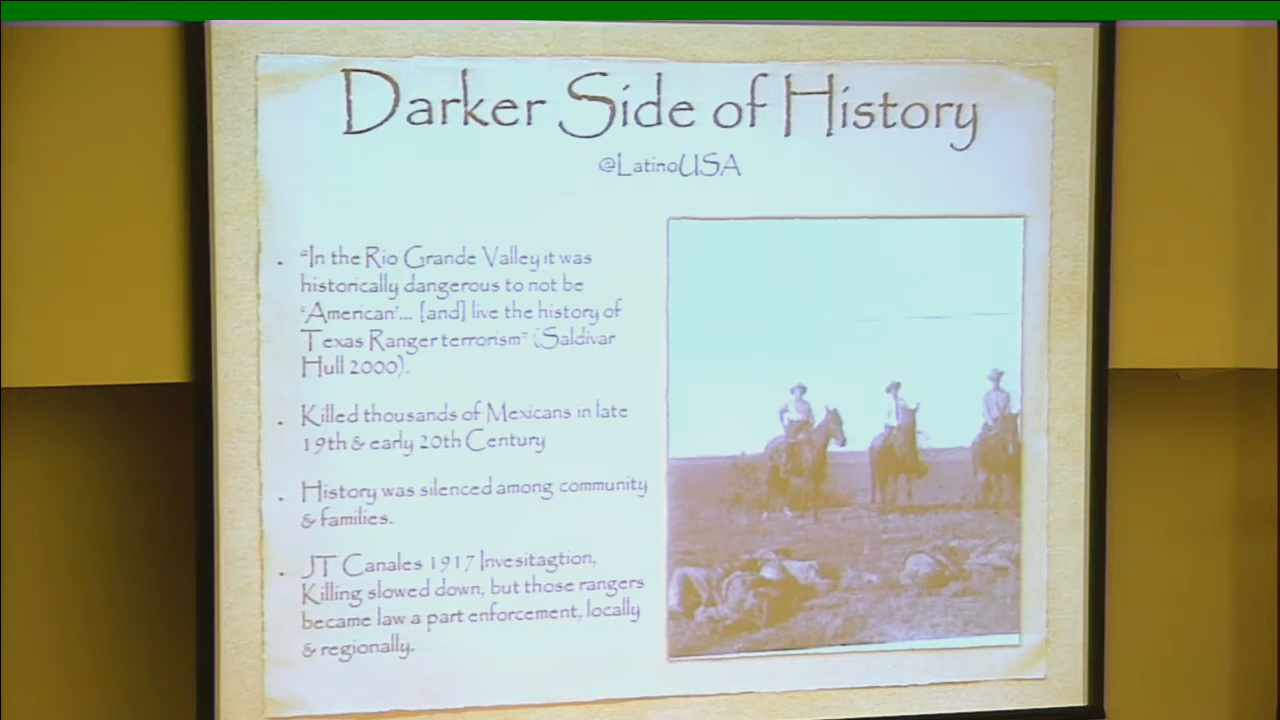 Darker Side of History
@LatinoUSA
• "In the Rio Grande Valley it was
historically dangerous to not be
'American'... [and] live the history of
Texas Ranger terrorism" (Saldivar
Hull 2000).
• Killed thousands of Mexicans in late
19th & early 20th Century
• History was silenced among community
& families.
• JT Canales 1917 Invesitagtion,
Killing slowed down, but those rangers
became law a part enforcement, locally
& regionally.